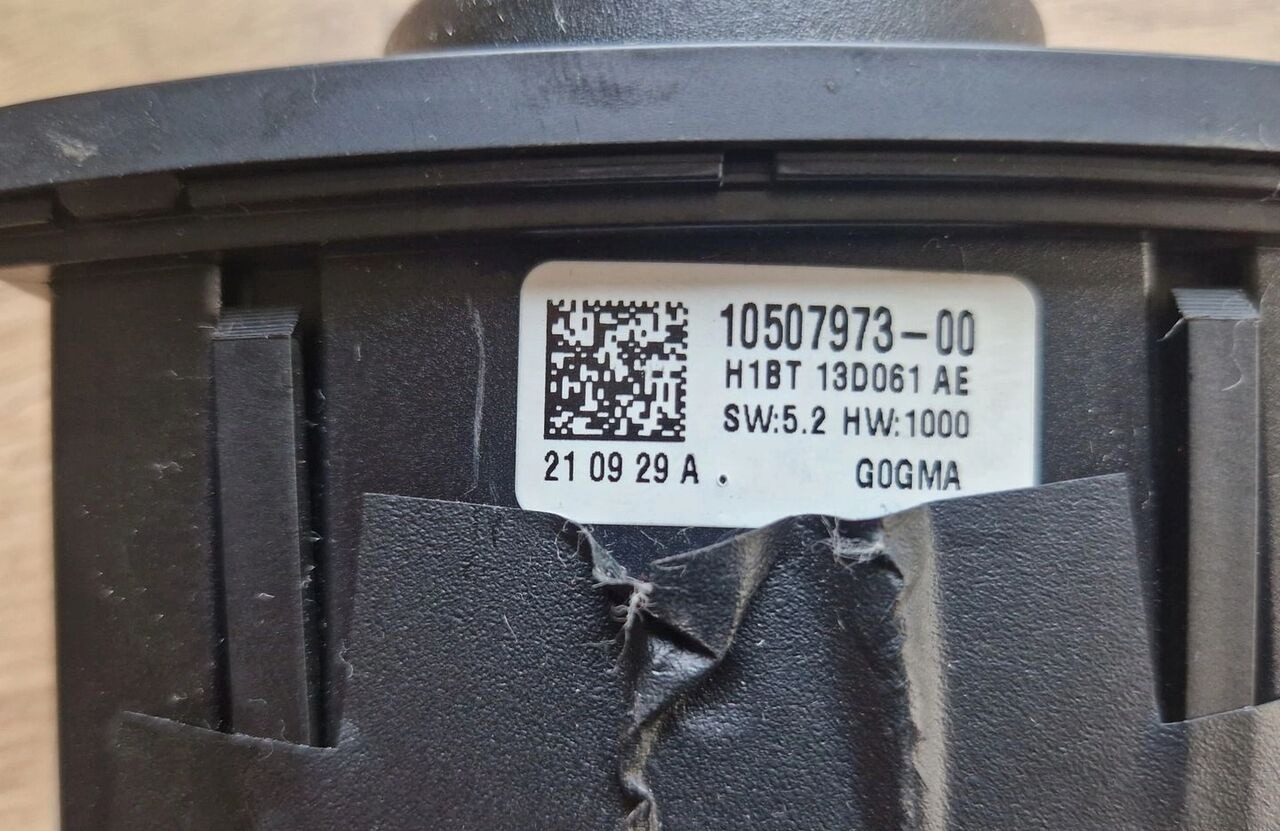 10507973-00
H1BT 13D061 AE
SW:5.2 HW:1000
21 09 29 A . G0GMA